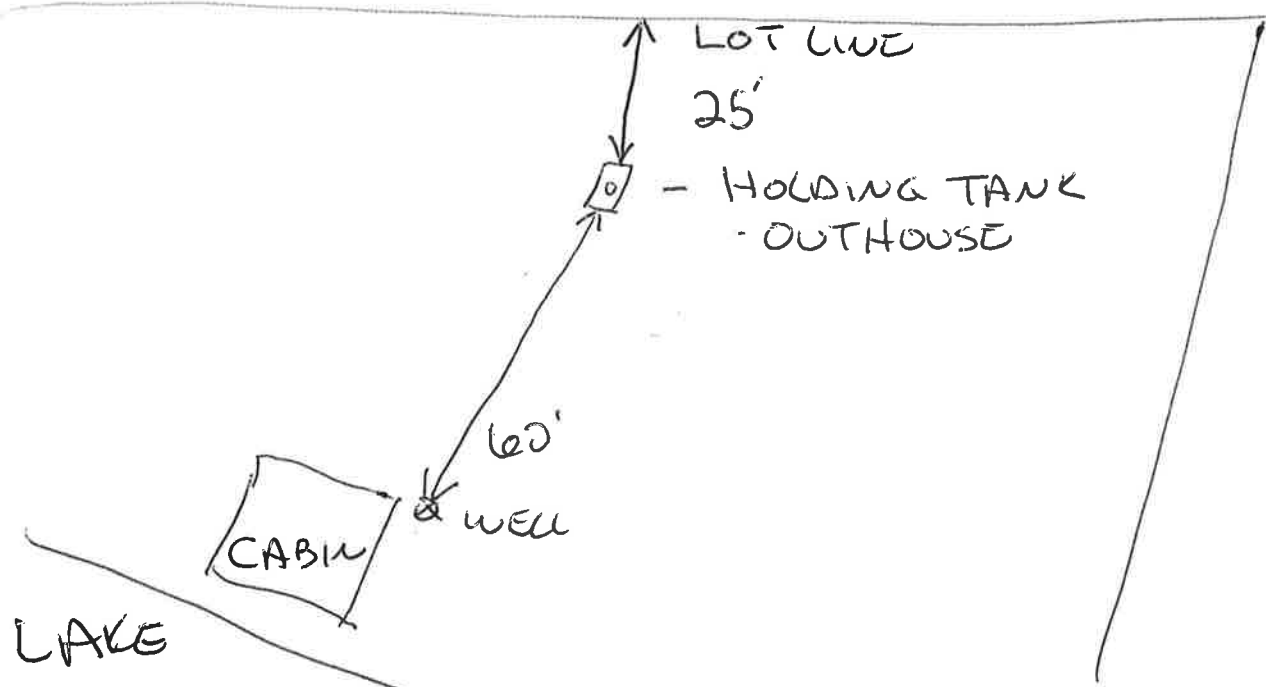 LOT LINE
25'
- HOLDING TANK
- OUTHOUSE
60'
WELL
CABIN
LAKE